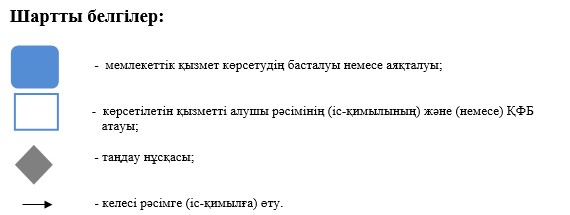 Шартты белгілер:
- мемлекеттік қызмет көрсетудің басталуы немесе аяқталуы;
- көрсетілетін қызметті алушы рәсімінің (іс-қимылының) және (немесе) ҚФБ
атауы;
- таңдау нұсқасы;
- келесі рәсімге (іс-қимылға) өту.